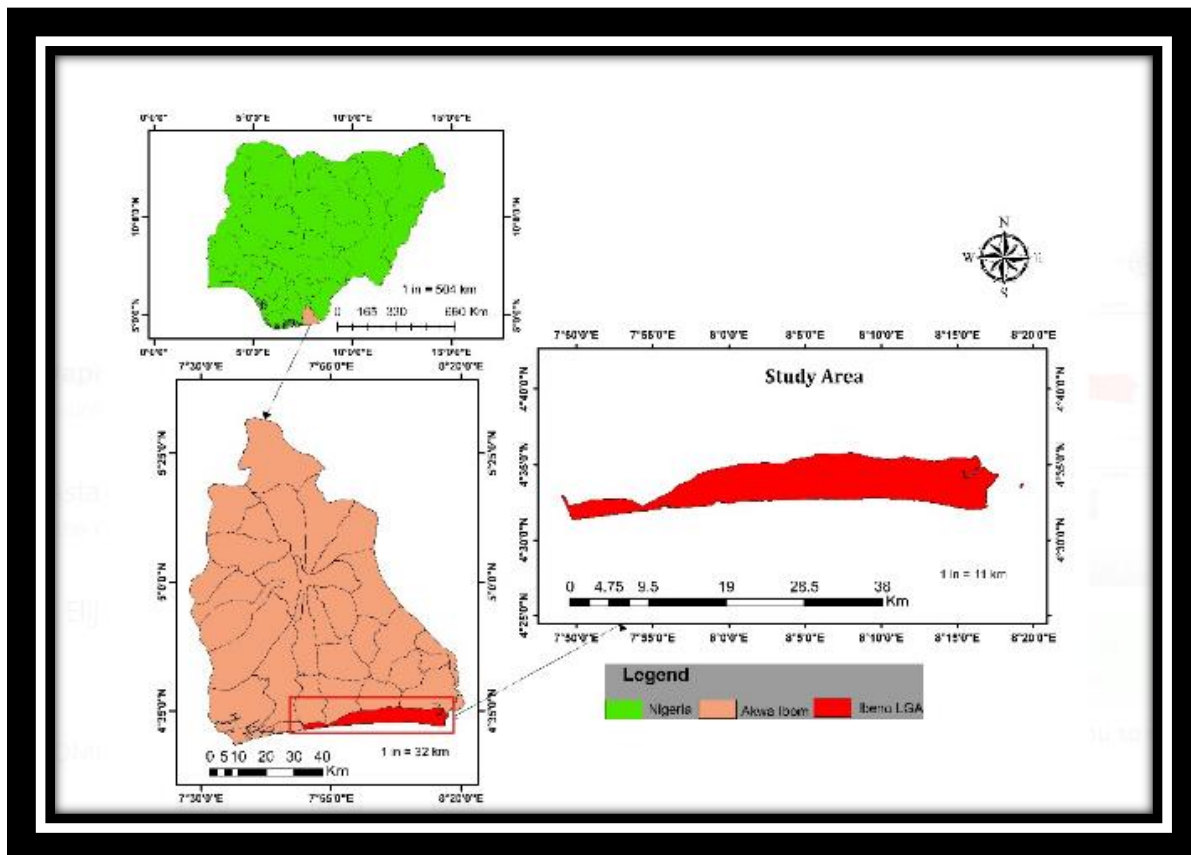 0°0'0" 5°0'0"E 10°0'0"E 15°0'0"E
10°0'0"N 10°0'0"N
1 in = 504 km
0 165 330 660 Km
5°0'0"N 5°0'0"N
0°0'0" 5°0'0"E 10°0'0"E 15°0'0"E
7°30'0"E 7°55'0"E 8°20'0"E
5°25'0"N 5°25'0"N
5°0'0"N 5°0'0"N
4°35'0"N 4°35'0"N
1 in = 32 km
0 5 10 20 30 40
Km
7°30'0"E 7°55'0"E 8°20'0"E
N
W E
S
7°50'0"E 7°55'0"E 8°0'0"E 8°5'0"E 8°10'0"E 8°15'0"E 8°20'0"E
Study Area
4°40'0"N 4°40'0"N
4°35'0"N 4°35'0"N
4°30'0"N 4°30'0"N
1 in = 11 km
0 4.75 9.5 19 28.5 38
Km
4°25'0"N 4°25'0"N
7°50'0"E 7°55'0"E 8°0'0"E 8°5'0"E 8°10'0"E 8°15'0"E 8°20'0"E
Legend
Nigeria Akwa Ibom Ibeno LGA